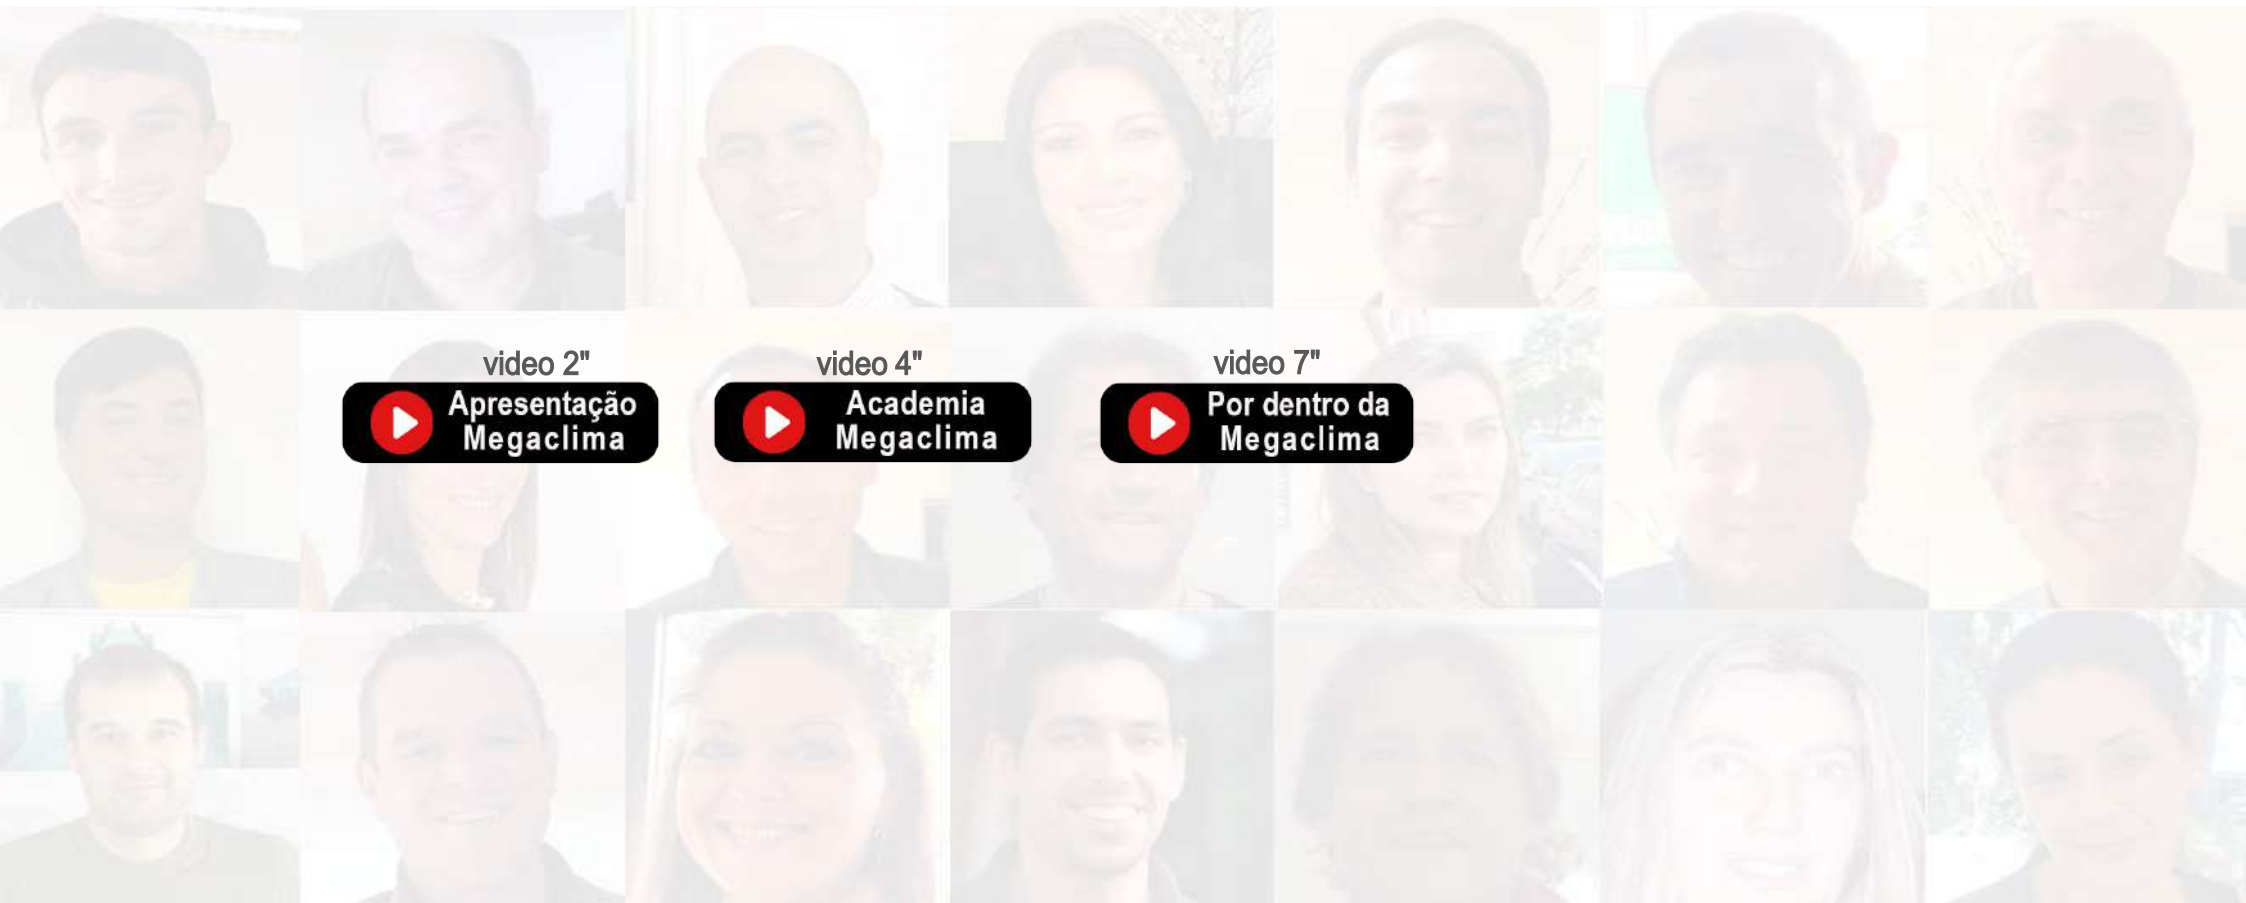 video 2"
Apresentação
Megaclima
video 4"
Academia
Megaclima
video 7"
Por dentro da
Megaclima